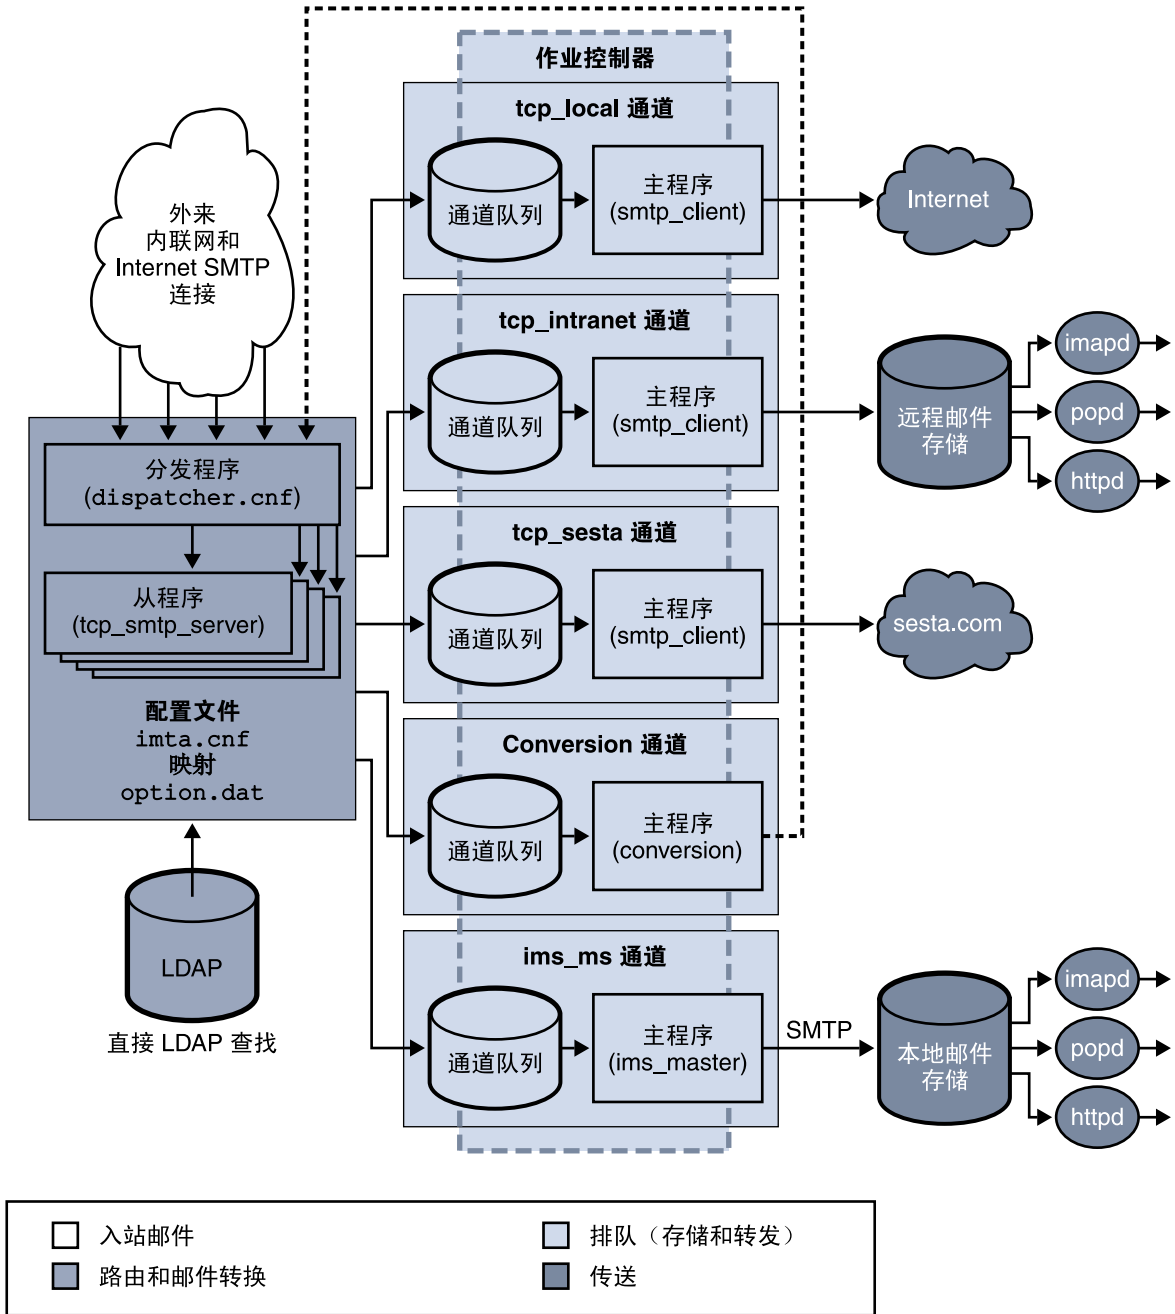 作业控制器
tcp_local 通道
通道队列
主程序
(smtp_client)
Internet
外来
内联网和
Internet SMTP
连接
tcp_intranet 通道
通道队列
主程序
(smtp_client)
远程邮件
存储
imapd
popd
httpd
分发程序
(dispatcher.cnf)
从程序
(tcp_smtp_server)
配置文件
imta.cnf
映射
option.dat
tcp_sesta 通道
通道队列
主程序
(smtp_client)
sesta.com
Conversion 通道
通道队列
主程序
(conversion)
LDAP
直接 LDAP 查找
ims_ms 通道
通道队列
主程序
(ims_master)
SMTP
本地邮件
存储
imapd
popd
httpd
入站邮件
排队（存储和转发）
路由和邮件转换
传送